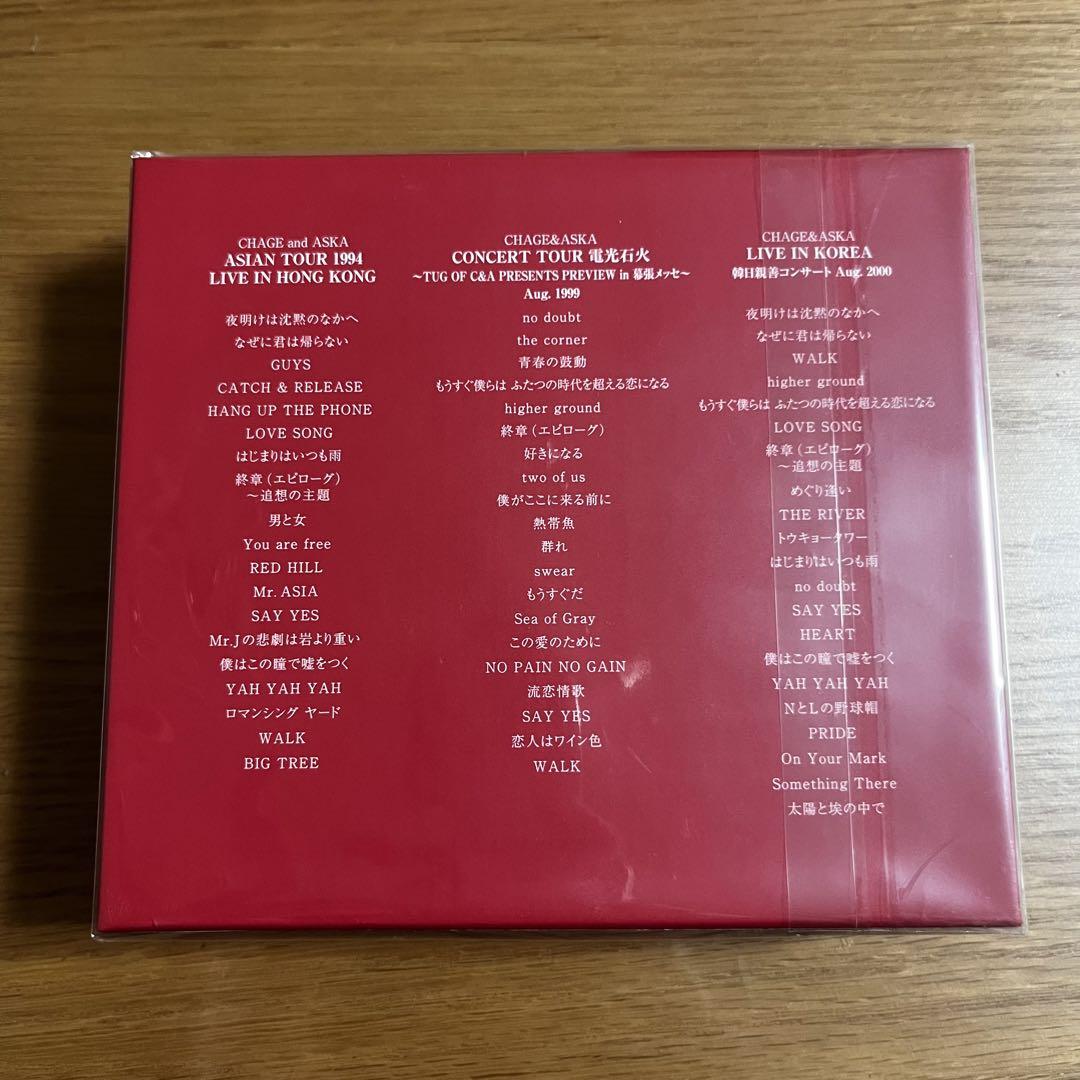 CHAGE and ASKA
ASIAN TOUR 1994
LIVE IN HONG KONG
夜明けは沈黙のなかへ
なぜに君は帰らない
GUYS
CATCH & RELEASE
HANG UP THE PHONE
LOVE SONG
はじまりはいつも雨
終章(エピローグ)
～追想の主題
男と女
You are free
RED HILL
Mr. ASIA
SAY YES
Mr.Jの悲劇は岩より重い
僕はこの瞳で嘘をつく
YAH YAH YAH
ロマンシング ヤード
WALK
BIG TREE
CHAGE&ASKA
CONCERT TOUR 電光石火
～TUG OF C&A PRESENTS PREVIEW in 幕張メッセ～
Aug. 1999
no doubt
the corner
青春の鼓動
もうすぐ僕らは ふたつの時代を超える恋になる
higher ground
終章(エピローグ)
好きになる
two of us
僕がここに来る前に
熱帯魚
群れ
swear
もうすぐだ
Sea of Gray
この愛のために
NO PAIN NO GAIN
流恋情歌
SAY YES
恋人はワイン色
WALK
CHAGE&ASKA
LIVE IN KOREA
韓日親善コンサート Aug. 2000
夜明けは沈黙のなかへ
なぜに君は帰らない
WALK
higher ground
もうすぐ僕らは ふたつの時代を超える恋になる
LOVE SONG
終章(エピローグ)
～追想の主題
めぐり逢い
THE RIVER
トウキョータワー
はじまりはいつも雨
no doubt
SAY YES
HEART
僕はこの瞳で嘘をつく
YAH YAH YAH
NとLの野球帽
PRIDE
On Your Mark
Something There
太陽と埃の中で